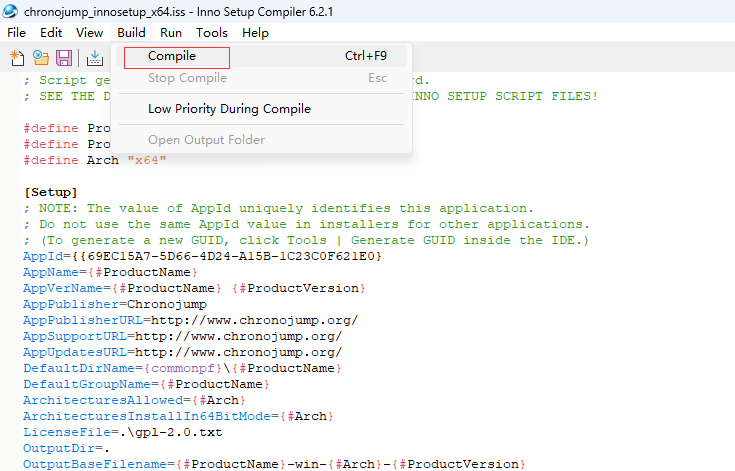 chronojump_innosetup_x64.iss - Inno Setup Compiler 6.2.1
File Edit View Build Run Tools Help
Compile Ctrl+F9
; Script ge d.
Stop Compile Esc
; SEE THE D INNO SETUP SCRIPT FILES!
Low Priority During Compile
#define Pro
#define Pro
Open Output Folder
#define Arch "x64"
[Setup]
; NOTE: The value of AppId uniquely identifies this application.
; Do not use the same AppId value in installers for other applications.
; (To generate a new GUID, click Tools | Generate GUID inside the IDE.)
AppId={{69EC15A7-5D66-4D24-A15B-1C23C0F621E0}
AppName={#ProductName}
AppVerName={#ProductName} {#ProductVersion}
AppPublisher=Chronojump
AppPublisherURL=http://www.chronojump.org/
AppSupportURL=http://www.chronojump.org/
AppUpdatesURL=http://www.chronojump.org/
DefaultDirName={commonpf}\{#ProductName}
DefaultGroupName={#ProductName}
ArchitecturesAllowed={#Arch}
ArchitecturesInstallIn64BitMode={#Arch}
LicenseFile=.\gpl-2.0.txt
OutputDir=.
OutputBaseFilename={#ProductName}-win-{#Arch}-{#ProductVersion}